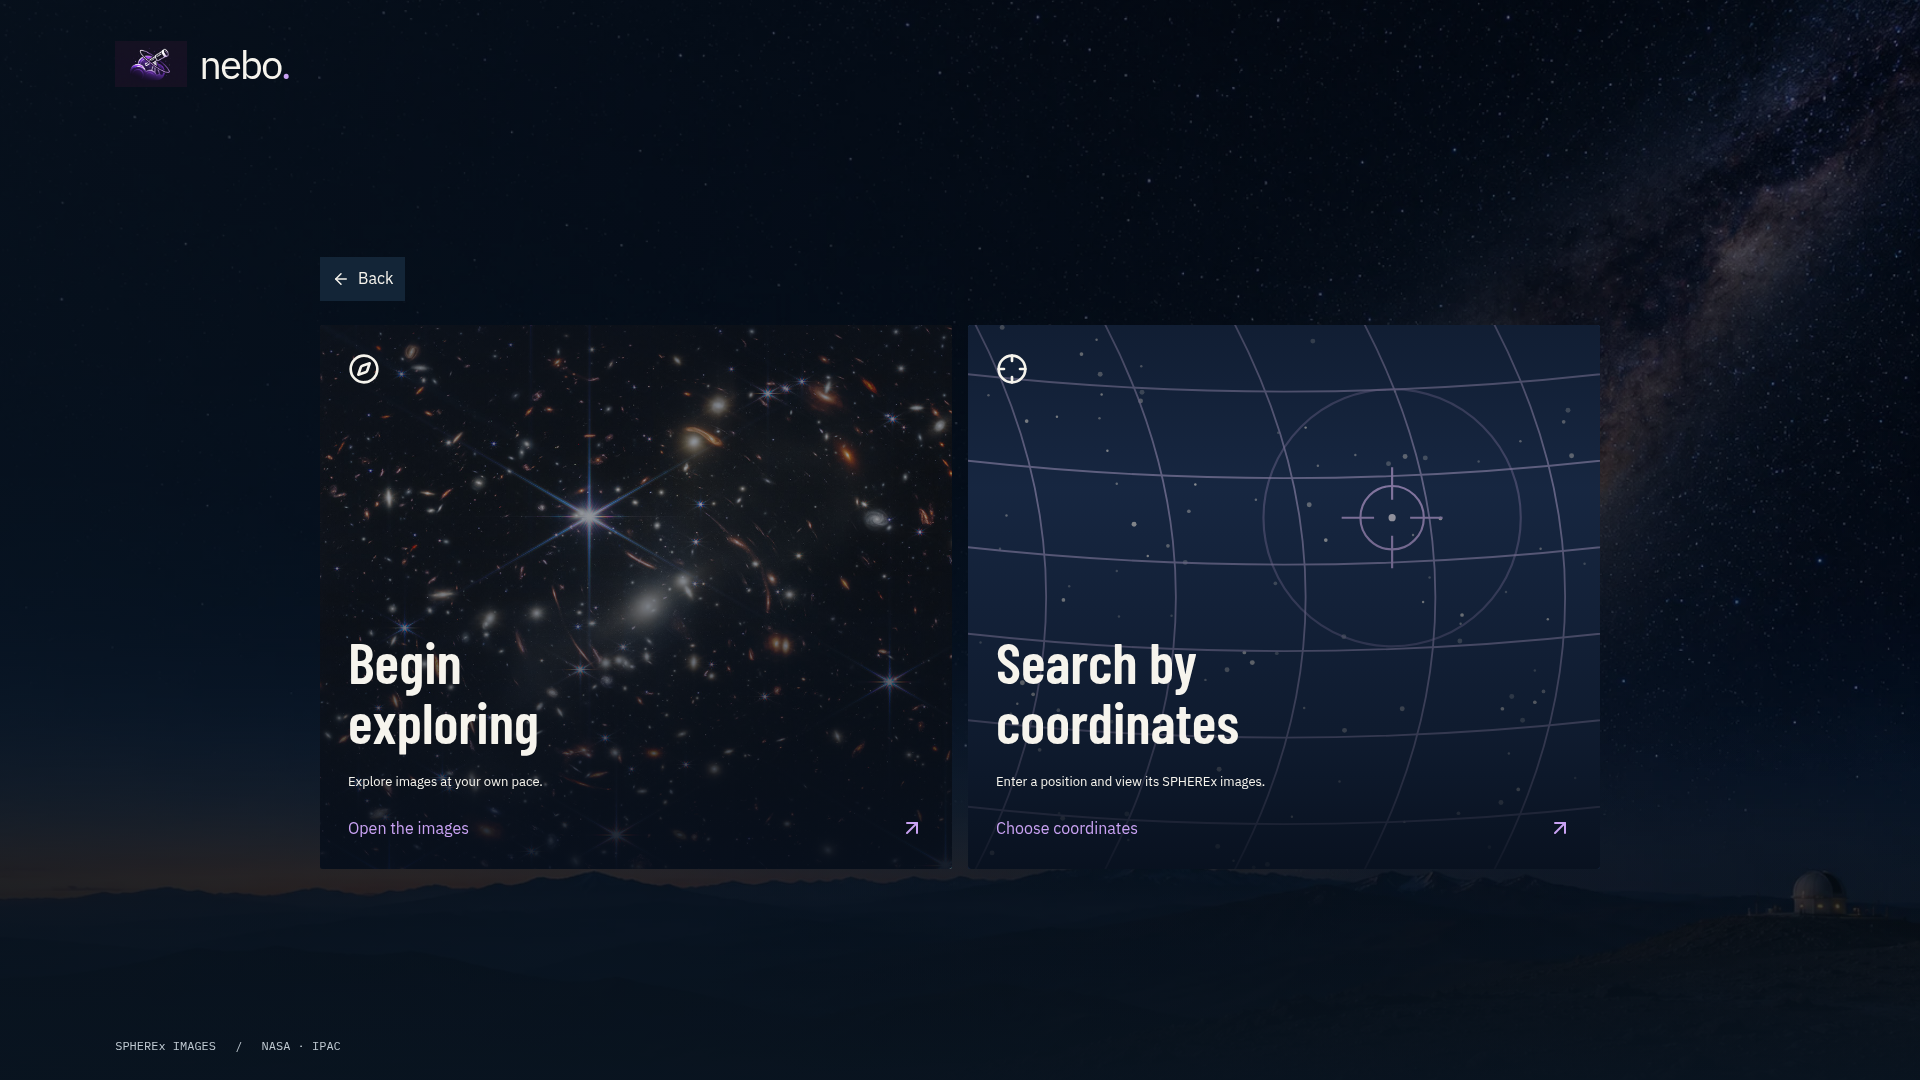 nebo.
Back
Begin
exploring
Explore images at your own pace.
Open the images
Search by
coordinates
Enter a position and view its SPHEREx images.
Choose coordinates
SPHEREx IMAGES / NASA · IPAC